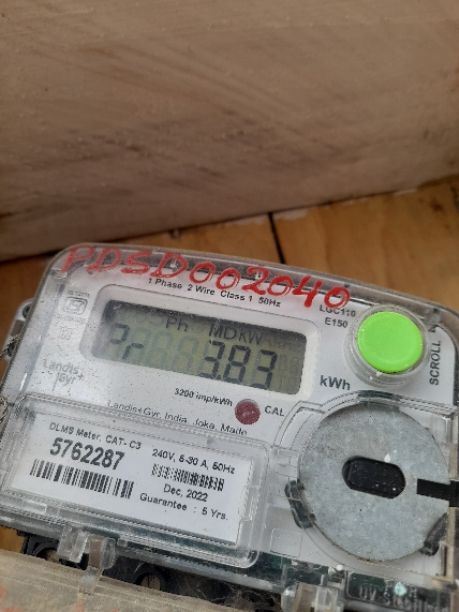 PDSD002040
1 Phase 2 Wire Class 1 50Hz
LGC110
E150
Ph MDkW
3.83
kWh
SCROLL
3200 imp/kWh
CAL
Landis+Gyr, India, Joka, Made
Landis
Gyr+
DLMS Meter, CAT- C3
5762287
240V, 5-30 A, 50Hz
Dec, 2022
Guarantee : 5 Yrs.